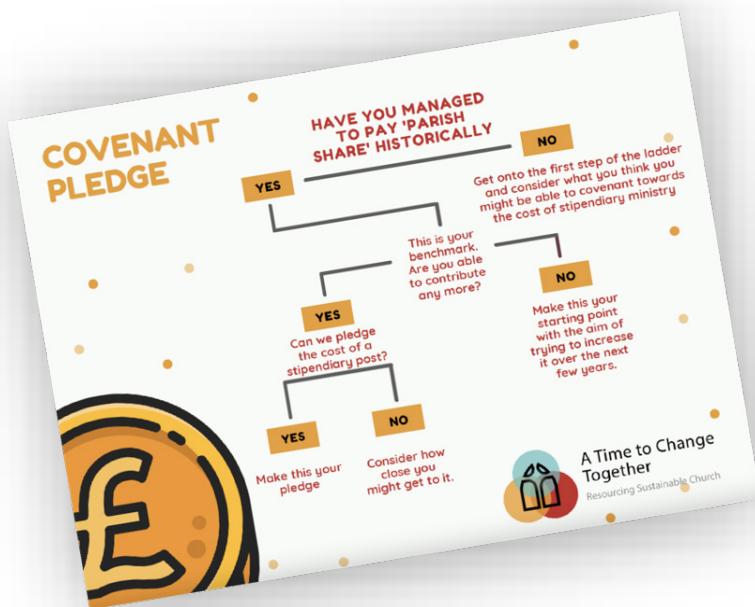 COVENANT
PLEDGE
HAVE YOU MANAGED
TO PAY 'PARISH
SHARE' HISTORICALLY
YES
NO
Get onto the first step of the ladder
and consider what you think you
might be able to covenant towards
the cost of stipendiary ministry
This is your
benchmark.
Are you able
to contribute
any more?
YES
Can we pledge
the cost of a
stipendiary post?
NO
Make this your
starting point
with the aim of
trying to increase
it over the next
few years.
YES
Make this your
pledge
NO
Consider how
close you
might get to it.
£
A Time to Change
Together
Resourcing Sustainable Church